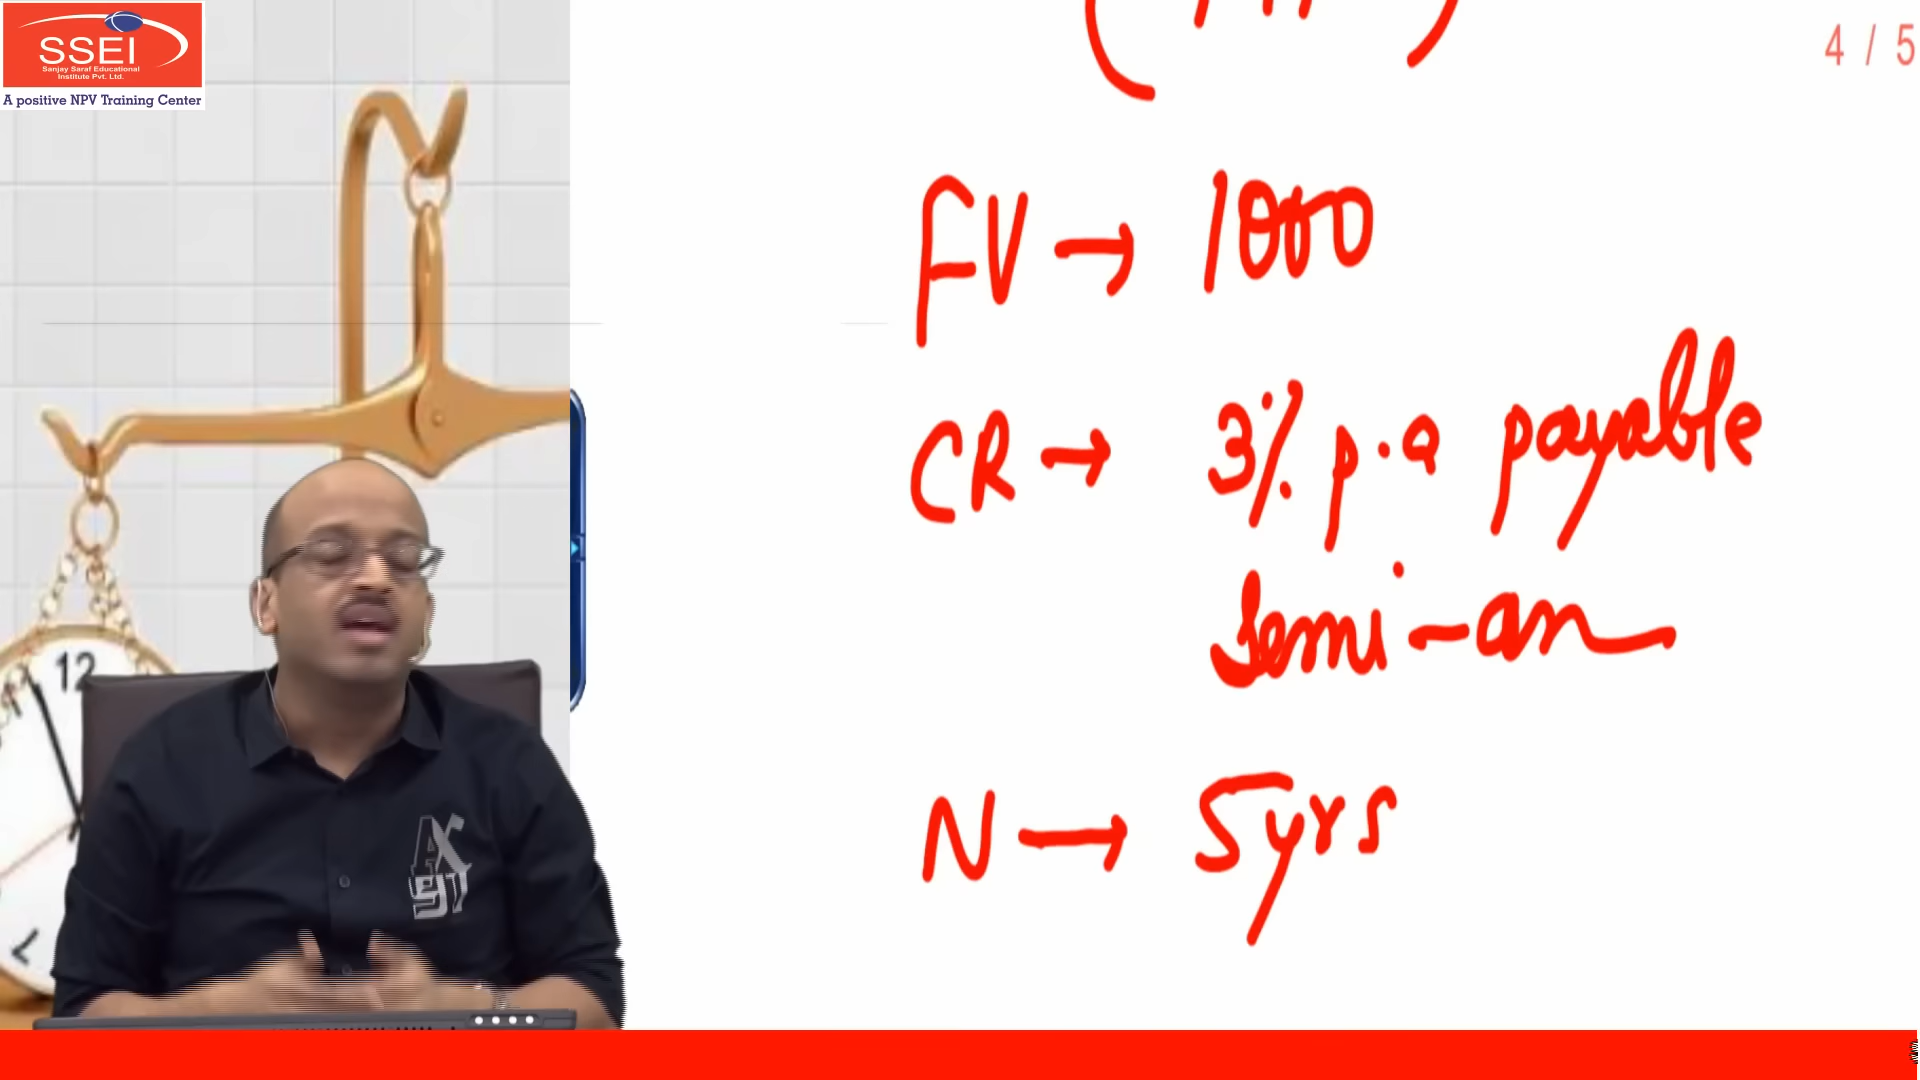 SSEI
Sanjay Saraf Educational
Institute Pvt. Ltd.
A positive NPV Training Center
4 / 5
FV → 1000
CR → 3% p.a payable
Semi-an
N → 5yrs
12